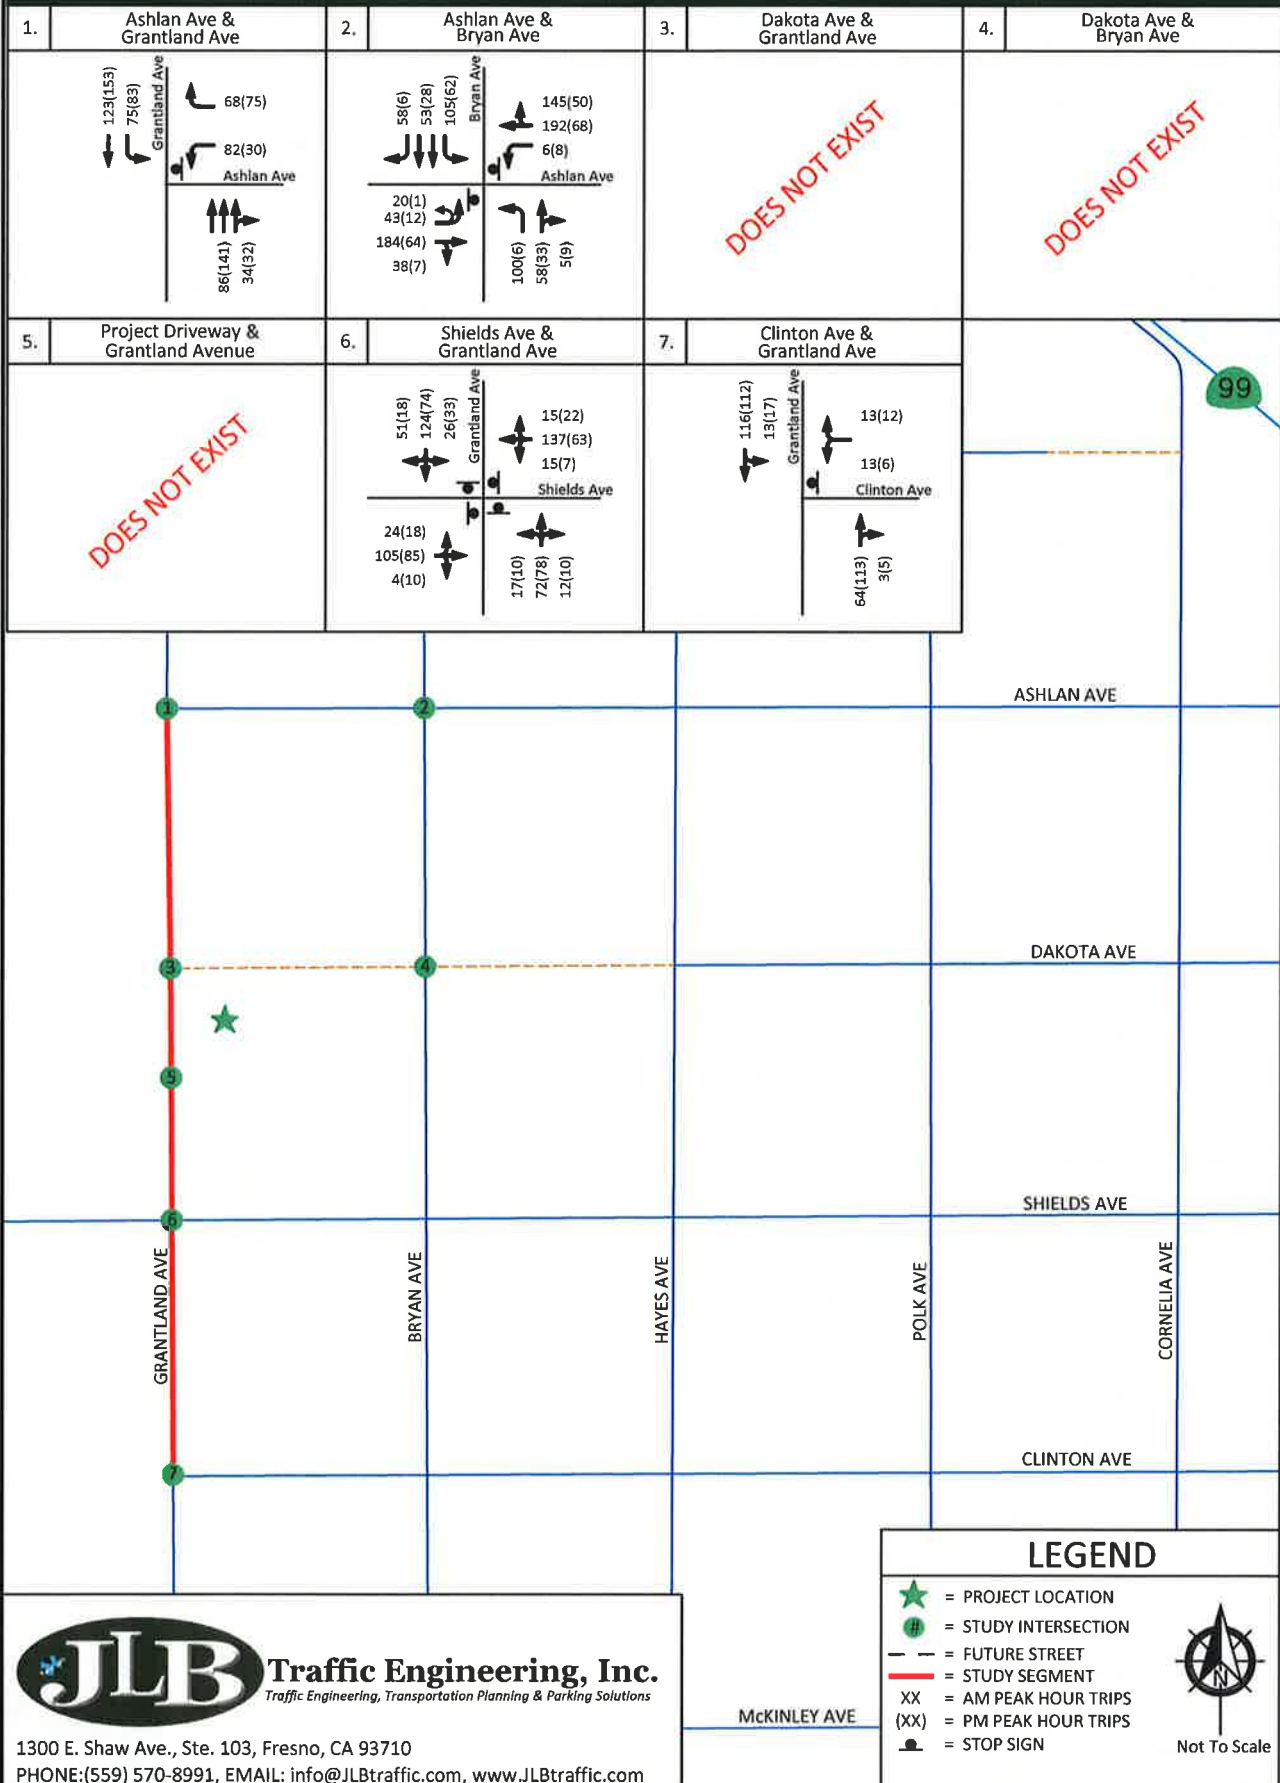 1.
Ashlan Ave &
Grantland Ave
123(153)
75(83)
Grantland Ave
68(75)
82(30)
Ashlan Ave
86(141)
34(32)
2.
Ashlan Ave &
Bryan Ave
58(6)
53(28)
105(62)
Bryan Ave
145(50)
192(68)
6(8)
Ashlan Ave
20(1)
43(12)
184(64)
38(7)
100(6)
58(33)
5(9)
3.
Dakota Ave &
Grantland Ave
DOES NOT EXIST
4.
Dakota Ave &
Bryan Ave
DOES NOT EXIST
5.
Project Driveway &
Grantland Avenue
DOES NOT EXIST
6.
Shields Ave &
Grantland Ave
51(18)
124(74)
26(33)
Grantland Ave
15(22)
137(63)
15(7)
Shields Ave
24(18)
105(85)
4(10)
17(10)
72(78)
12(10)
7.
Clinton Ave &
Grantland Ave
116(112)
13(17)
Grantland Ave
13(12)
13(6)
Clinton Ave
64(113)
3(5)
99
ASHLAN AVE
1
2
DAKOTA AVE
3
4
5
SHIELDS AVE
6
GRANTLAND AVE
BRYAN AVE
HAYES AVE
POLK AVE
CORNELIA AVE
CLINTON AVE
7
McKINLEY AVE
LEGEND
= PROJECT LOCATION
# = STUDY INTERSECTION
= FUTURE STREET
= STUDY SEGMENT
XX = AM PEAK HOUR TRIPS
(XX) = PM PEAK HOUR TRIPS
= STOP SIGN
N
Not To Scale
JLB
Traffic Engineering, Inc.
Traffic Engineering, Transportation Planning & Parking Solutions
1300 E. Shaw Ave., Ste. 103, Fresno, CA 93710
PHONE:(559) 570-8991, EMAIL: info@JLBtraffic.com, www.JLBtraffic.com